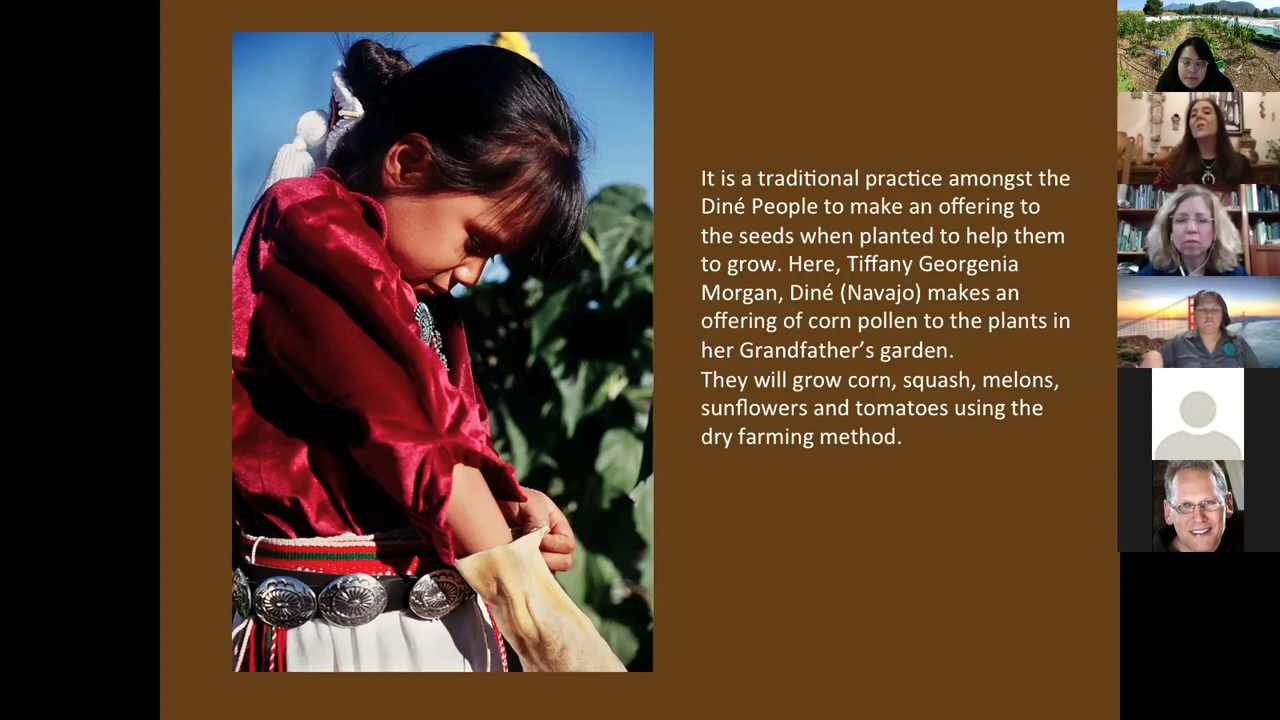 It is a traditional practice amongst the
Diné People to make an offering to
the seeds when planted to help them
to grow. Here, Tiffany Georgenia
Morgan, Diné (Navajo) makes an
offering of corn pollen to the plants in
her Grandfather’s garden.
They will grow corn, squash, melons,
sunflowers and tomatoes using the
dry farming method.